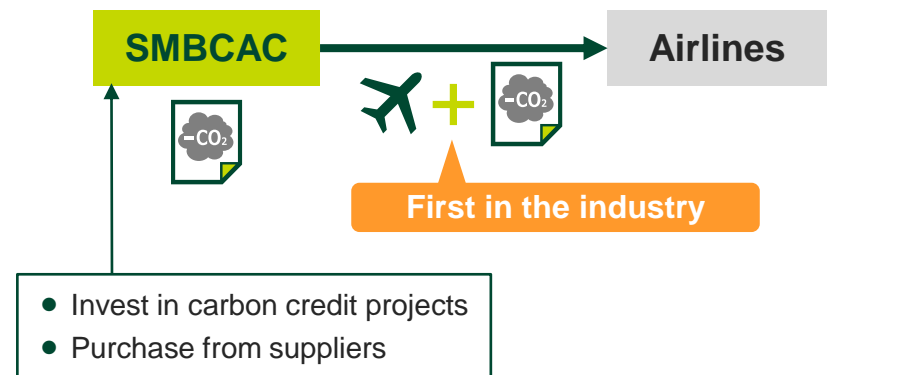 SMBCAC
Airlines
-CO₂
-CO₂
First in the industry
● Invest in carbon credit projects
● Purchase from suppliers